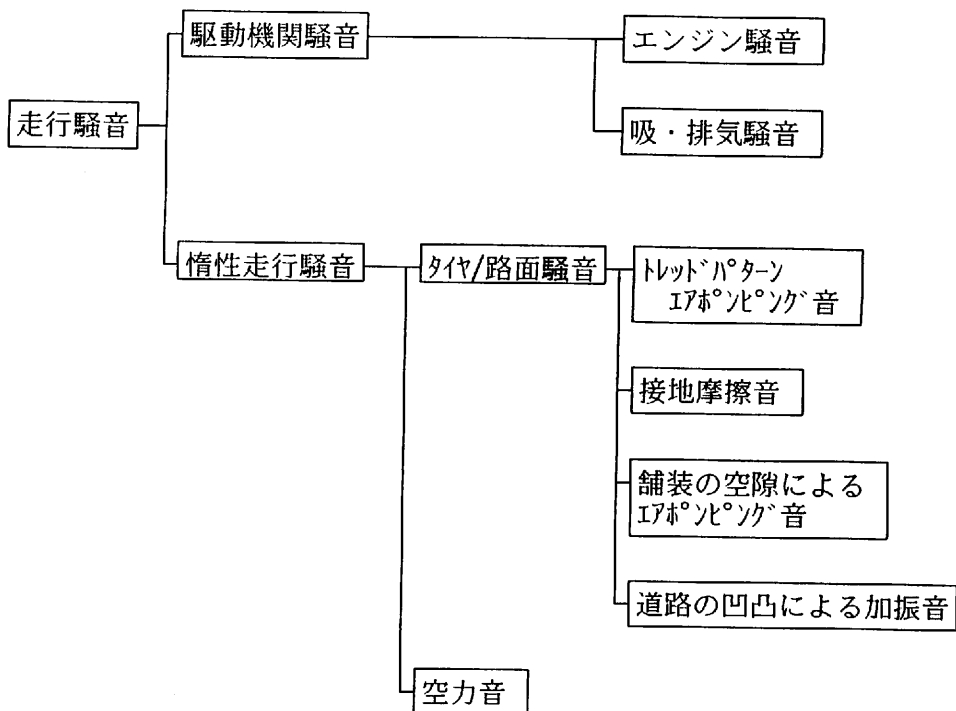 駆動機関騒音
エンジン騒音
走行騒音
吸・排気騒音
惰性走行騒音
ﾀｲﾔ/路面騒音
ﾄﾚｯﾄﾞﾊﾟﾀｰﾝ
ｴｱﾎﾟﾝﾋﾟﾝｸﾞ音
接地摩擦音
舗装の空隙による
ｴｱﾎﾟﾝﾋﾟﾝｸﾞ音
道路の凹凸による加振音
空力音